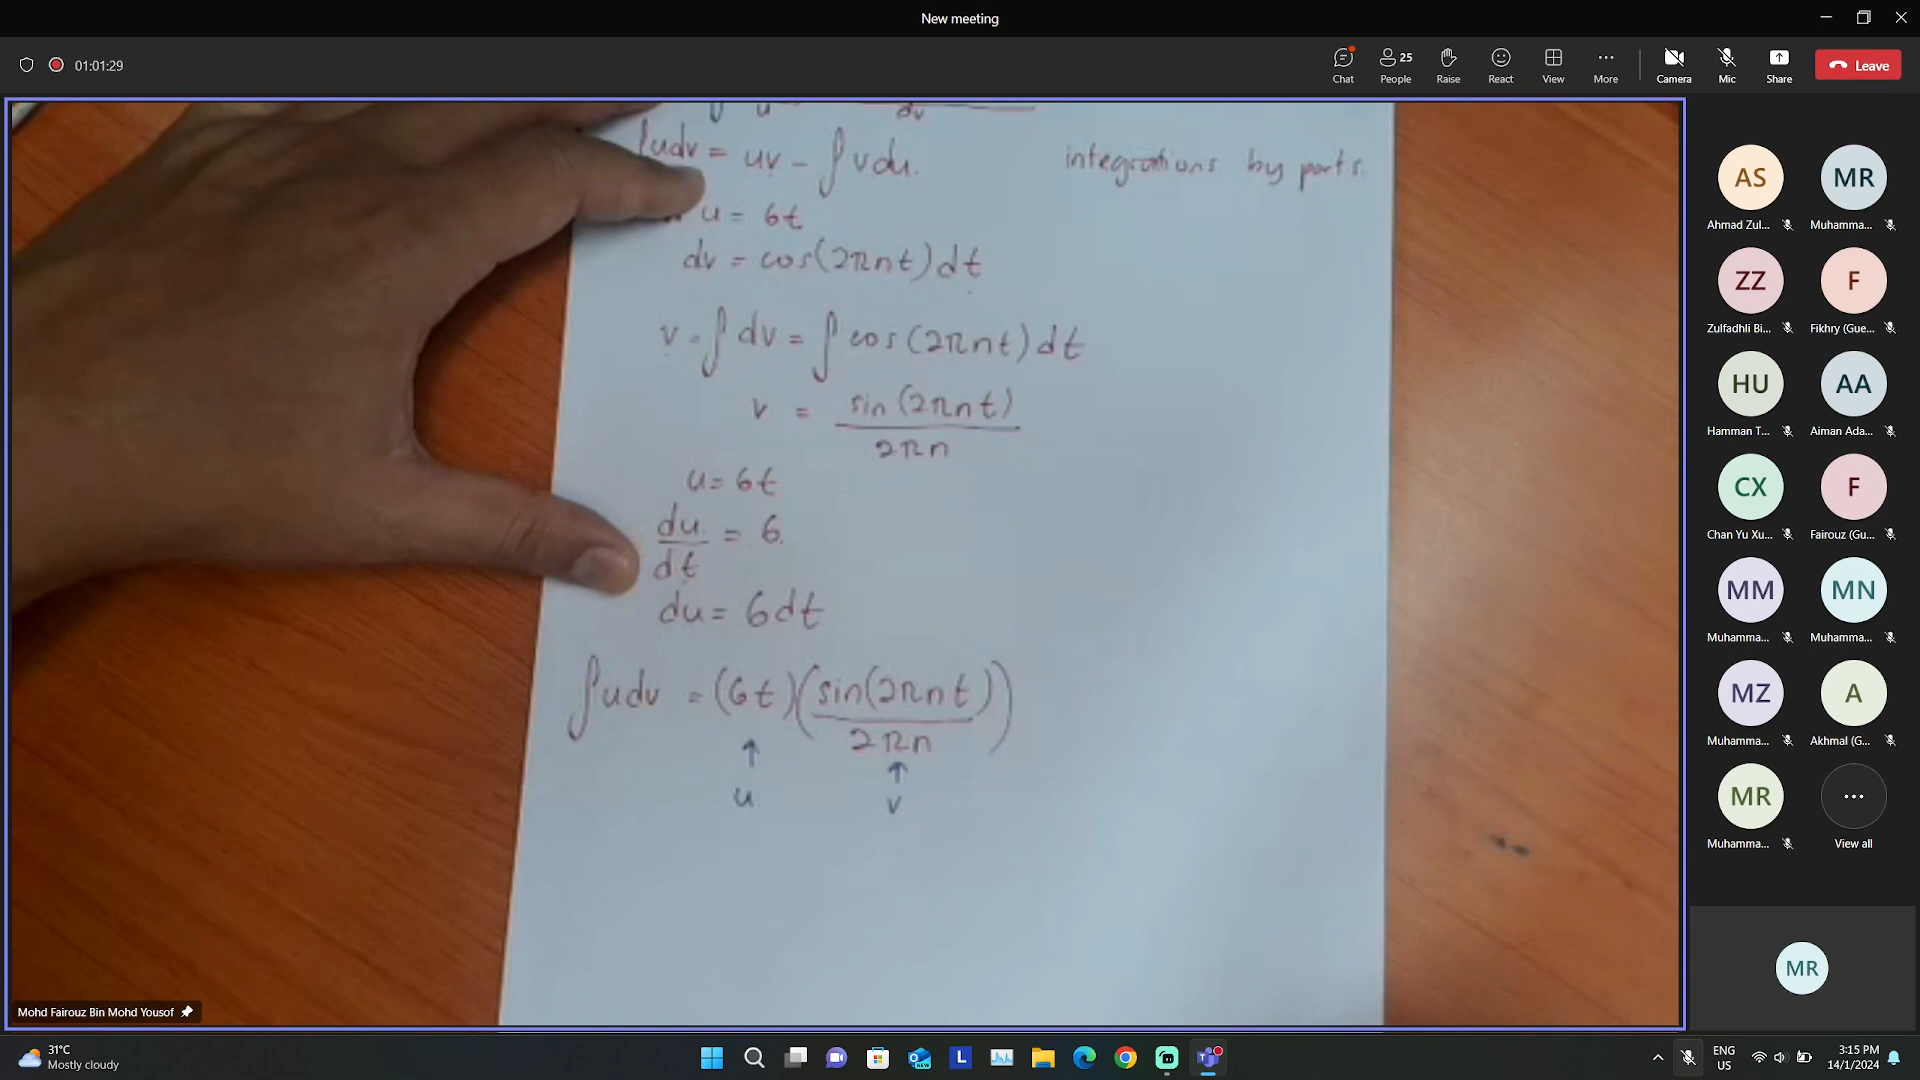 New meeting
01:01:29
Chat
People 25
Raise
React
View
More
Camera
Mic
Share
Leave
dv
∫udv = uv - ∫vdu. integrations by parts.
u = 6t
dv = cos(2πnt)dt
v = ∫dv = ∫cos(2πnt)dt
v = sin(2πnt)
2πn
u = 6t
du = 6.
dt
du = 6dt
∫udv = (6t)(sin(2πnt))
2πn
↑ ↑
u v
Mohd Fairouz Bin Mohd Yousof
AS MR
Ahmad Zul... Muhamma...
ZZ F
Zulfadhli Bi... Fikhry (Gue...
HU AA
Hamman T... Aiman Ada...
CX F
Chan Yu Xu... Fairouz (Gu...
MM MN
Muhamma... Muhamma...
MZ A
Muhamma... Akhmal (G...
MR ...
Muhamma... View all
MR
31°C
Mostly cloudy
NEW
L
ENG
US
3:15 PM
14/1/2024